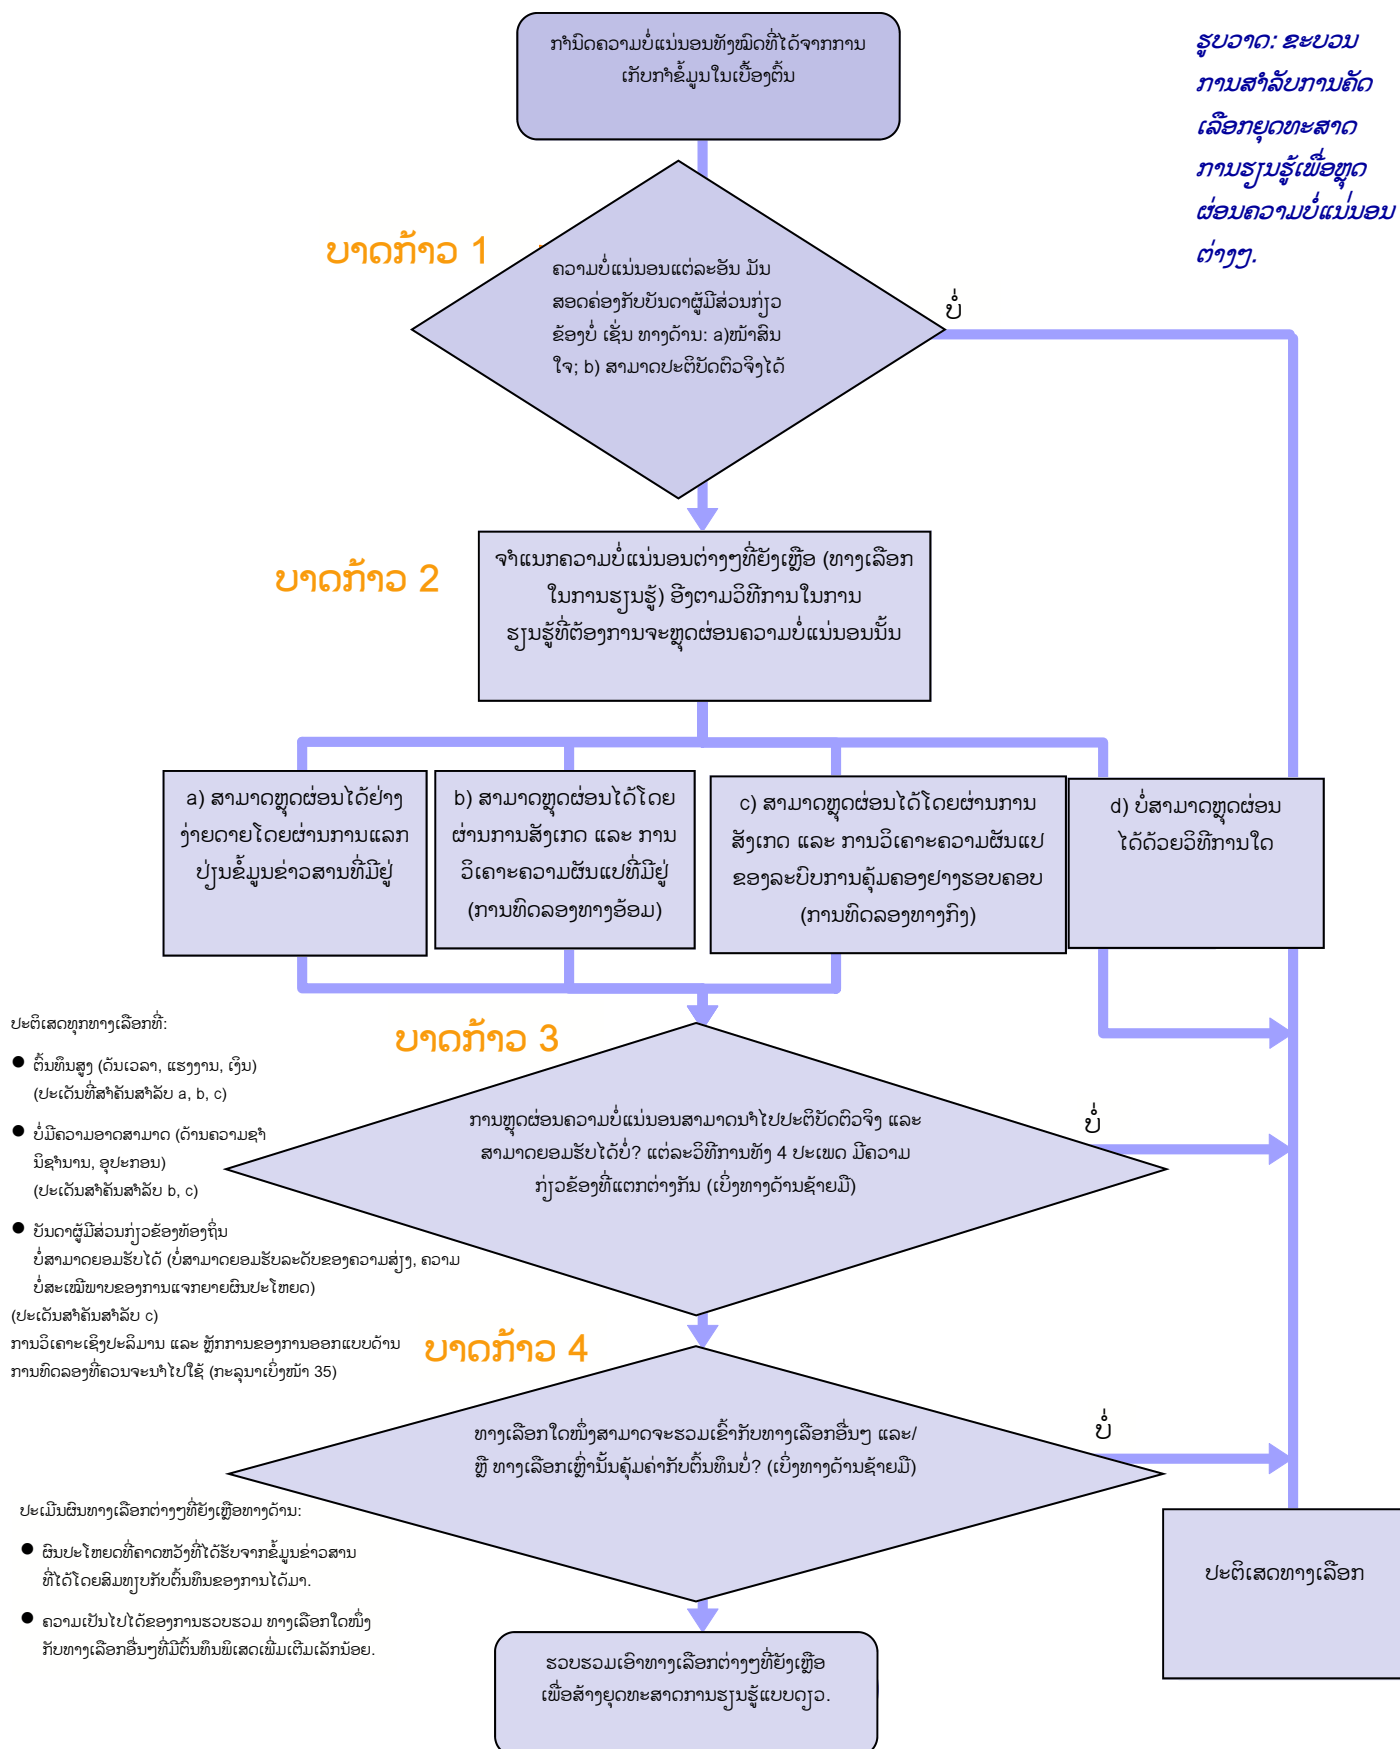 ກຳນົດຄວາມບໍ່ແນ່ນອນທັງໝົດທີ່ໄດ້ຈາກການ
ເກັບກຳຂໍ້ມູນໃນເບື້ອງຕົ້ນ
ຮູບວາດ: ຂະບວນ
ການສຳລັບການຄັດ
ເລືອກຍຸດທະສາດ
ການຮຽນຮູ້ເພື່ອຫຼຸດ
ຜ່ອນຄວາມບໍ່ແນ່ນອນ
ຕ່າງໆ.
ບາດກ້າວ 1
ຄວາມບໍ່ແນ່ນອນແຕ່ລະອັນ ມັນ
ສອດຄ່ອງກັບບັນດາຜູ້ມີສ່ວນກ່ຽວ
ຂ້ອງບໍ່ ເຊັ່ນ ທາງດ້ານ: a)ໜ້າສົນ
ໃຈ; b) ສາມາດປະຕິບັດຕົວຈິງໄດ້
ບໍ່
ບາດກ້າວ 2
ຈຳແນກຄວາມບໍ່ແນ່ນອນຕ່າງໆທີ່ຍັງເຫຼືອ (ທາງເລືອກ
ໃນການຮຽນຮູ້) ອີງຕາມວິທີການໃນການ
ຮຽນຮູ້ທີ່ຕ້ອງການຈະຫຼຸດຜ່ອນຄວາມບໍ່ແນ່ນອນນັ້ນ
a) ສາມາດຫຼຸດຜ່ອນໄດ້ຢ່າງ
ງ່າຍດາຍໂດຍຜ່ານການແລກ
ປ່ຽນຂໍ້ມູນຂ່າວສານທີ່ມີຢູ່
b) ສາມາດຫຼຸດຜ່ອນໄດ້ໂດຍ
ຜ່ານການສັງເກດ ແລະ ການ
ວິເຄາະຄວາມຜັນແປທີ່ມີຢູ່
(ການທົດລອງທາງອ້ອມ)
c) ສາມາດຫຼຸດຜ່ອນໄດ້ໂດຍຜ່ານການ
ສັງເກດ ແລະ ການວິເຄາະຄວາມຜັນແປ
ຂອງລະບົບການຄຸ້ມຄອງຢາງຮອບຄອບ
(ການທົດລອງທາງກົງ)
d) ບໍ່ສາມາດຫຼຸດຜ່ອນ
ໄດ້ດ້ວຍວິທີການໃດ
ປະຕິເສດທຸກທາງເລືອກທີ່:
● ຕົ້ນທຶນສູງ (ດ້ນເວລາ, ແຮງງານ, ເງິນ)
(ປະເດັນທີ່ສຳຄັນສຳລັບ a, b, c)
● ບໍ່ມີຄວາມອາດສາມາດ (ດ້ານຄວາມຊຳ
ນິຊຳນານ, ອຸປະກອນ)
(ປະເດັນສຳຄັນສຳລັບ b, c)
● ບັນດາຜູ້ມີສ່ວນກ່ຽວຂ້ອງທ້ອງຖິ່ນ
ບໍ່ສາມາດຍອມຮັບໄດ້ (ບໍ່ສາມາດຍອມຮັບລະດັບຂອງຄວາມສ່ຽງ, ຄວາມ
ບໍ່ສະເໝີພາບຂອງການແຈກຍາຍຜົນປະໂຫຍດ)
(ປະເດັນສຳຄັນສຳລັບ c)
ການວິເຄາະເຊິງປະລິມານ ແລະ ຫຼັກການຂອງການອອກແບບດ້ານ
ການທົດລອງທີ່ຄວນຈະນຳໄປໃຊ້ (ກະລຸນາເບິ່ງໜ້າ 35)
ບາດກ້າວ 3
ການຫຼຸດຜ່ອນຄວາມບໍ່ແນ່ນອນສາມາດນຳໄປປະຕິບັດຕົວຈິງ ແລະ
ສາມາດຍອມຮັບໄດ້ບໍ່? ແຕ່ລະວິທີການທັງ 4 ປະເພດ ມີຄວາມ
ກ່ຽວຂ້ອງທີ່ແຕກຕ່າງກັນ (ເບິ່ງທາງດ້ານຊ້າຍມື)
ບໍ່
ບາດກ້າວ 4
ທາງເລືອກໃດໜຶ່ງສາມາດຈະຮວມເຂົ້າກັບທາງເລືອກອື່ນໆ ແລະ/
ຫຼື ທາງເລືອກເຫຼົ່ານັ້ນຄຸ້ມຄ່າກັບຕົ້ນທຶນບໍ່? (ເບິ່ງທາງດ້ານຊ້າຍມື)
ບໍ່
ປະເມີນຜົນທາງເລືອກຕ່າງໆທີ່ຍັງເຫຼືອທາງດ້ານ:
● ຜົນປະໂຫຍດທີ່ຄາດຫວັງທີ່ໄດ້ຮັບຈາກຂໍ້ມູນຂ່າວສານ
ທີ່ໄດ້ໂດຍສົມທຽບກັບຕົ້ນທຶນຂອງການໄດ້ມາ.
● ຄວາມເປັນໄປໄດ້ຂອງການຮວບຮວມ ທາງເລືອກໃດໜຶ່ງ
ກັບທາງເລືອກອື່ນໆທີ່ມີຕົ້ນທຶນພິເສດເພີ່ມເຕີມເລັກນ້ອຍ.
ປະຕິເສດທາງເລືອກ
ຮວບຮວມເອົາທາງເລືອກຕ່າງໆທີ່ຍັງເຫຼືອ
ເພື່ອສ້າງຍຸດທະສາດການຮຽນຮູ້ແບບດຽວ.